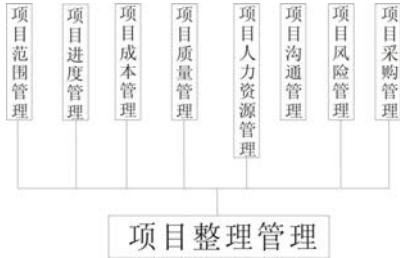 项目范围管理
项目进度管理
项目成本管理
项目质量管理
项目人力资源管理
项目沟通管理
项目风险管理
项目采购管理
项目整理管理